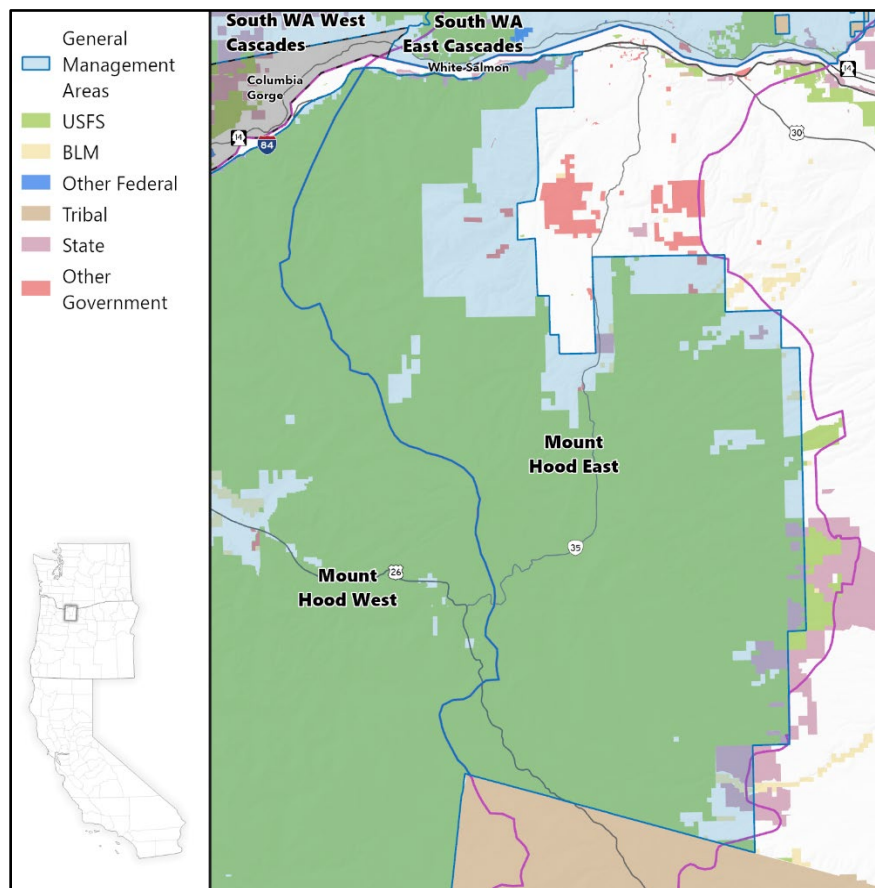 General
Management
Areas
USFS
BLM
Other Federal
Tribal
State
Other
Government
South WA West
Cascades
South WA
East Cascades
White-Salmon
Columbia
Gorge
14
84
14
30
Mount
Hood East
35
26
Mount
Hood West